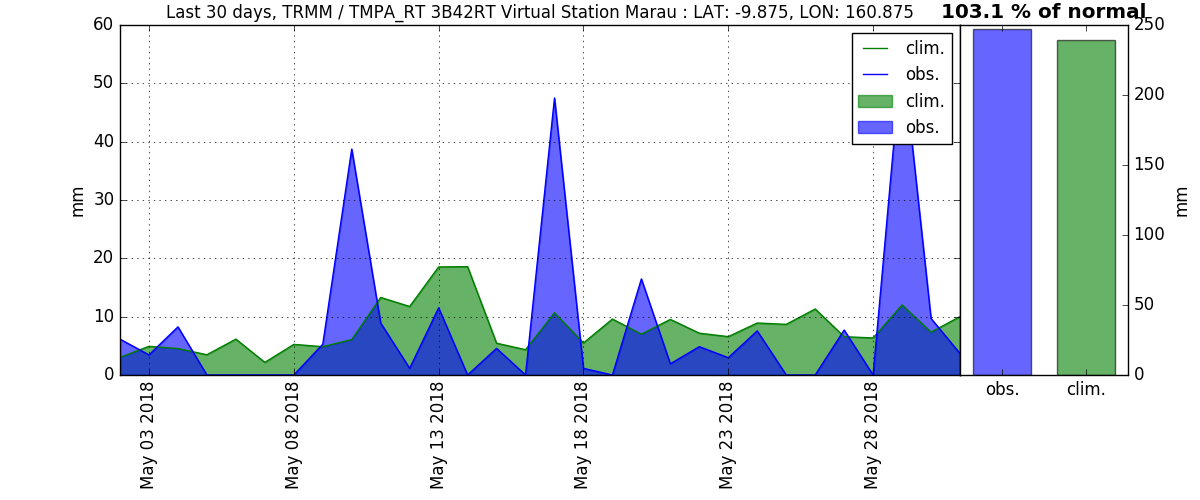 Last 30 days, TRMM / TMPA_RT 3B42RT Virtual Station Marau : LAT: -9.875, LON: 160.875
103.1 % of normal
60
50
40
30
20
10
0
mm
clim.
obs.
clim.
obs.
May 03 2018
May 08 2018
May 13 2018
May 18 2018
May 23 2018
May 28 2018
250
200
150
100
50
0
mm
obs.
clim.